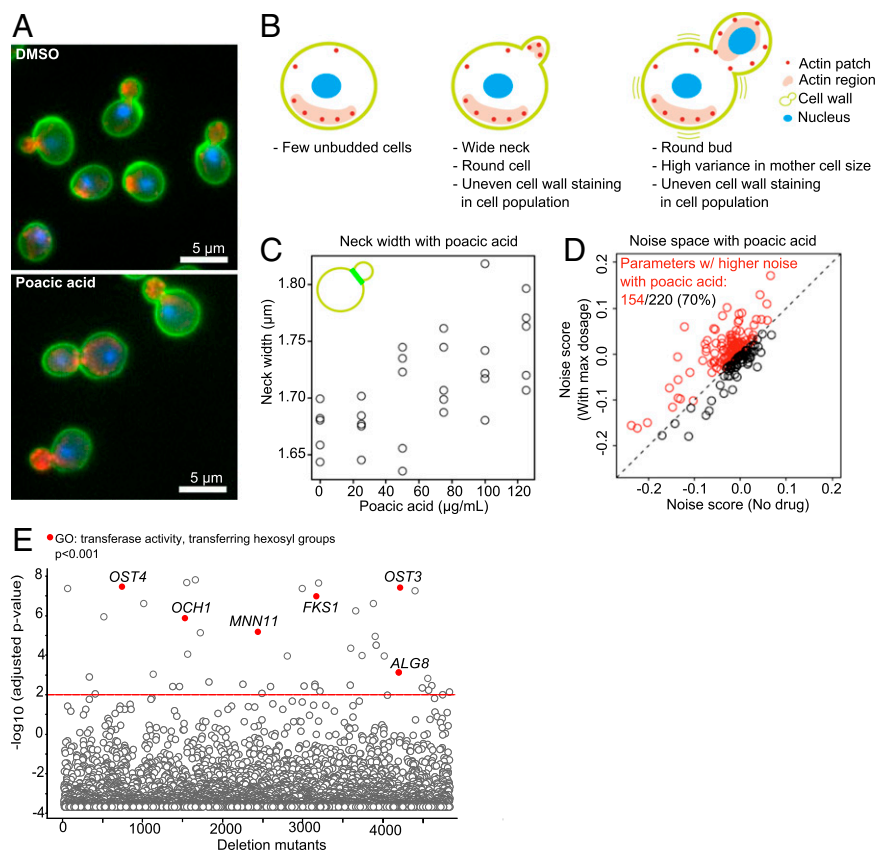 A
DMSO
5 µm
Poacic acid
5 µm
B
- Few unbudded cells
- Wide neck
- Round cell
- Uneven cell wall staining
in cell population
- Round bud
- High variance in mother cell size
- Uneven cell wall staining
in cell population
Actin patch
Actin region
Cell wall
Nucleus
C
Neck width with poacic acid
Neck width (µm)
1.80
1.75
1.70
1.65
0 20 40 60 80 100 120
Poacic acid (µg/mL)
D
Noise space with poacic acid
Parameters w/ higher noise
with poacic acid:
154/220 (70%)
Noise score
(With max dosage)
0.2
0.1
0.0
-0.1
-0.2
-0.2 -0.1 0.0 0.1 0.2
Noise score (No drug)
E
GO: transferase activity, transferring hexosyl groups
p<0.001
-log10 (adjusted p-value)
8
6
4
2
0
-2
-4
OST4
OCH1
MNN11
FKS1
OST3
ALG8
0 1000 2000 3000 4000
Deletion mutants